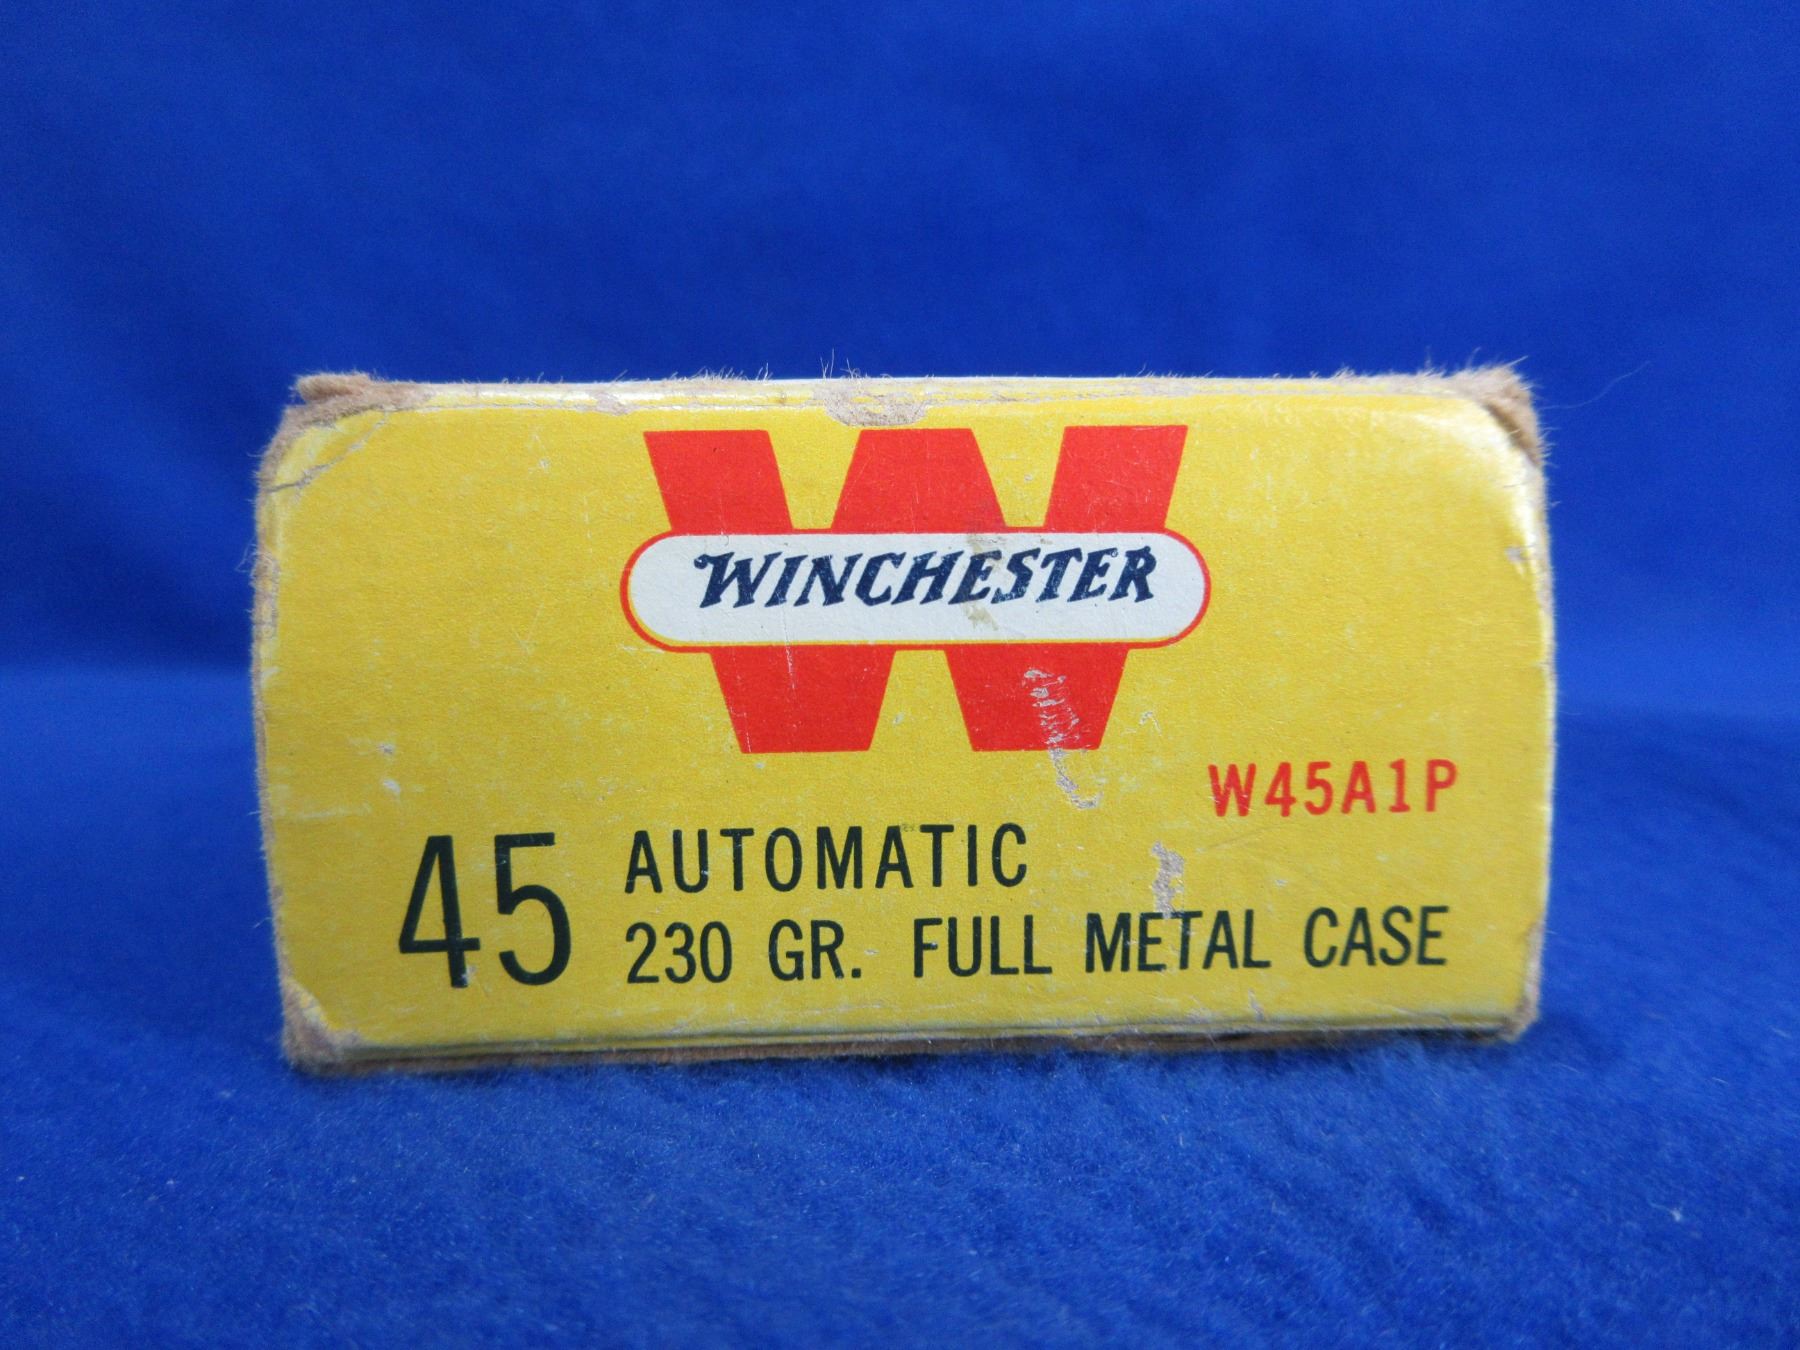 WINCHESTER
W45A1P
45 AUTOMATIC
230 GR. FULL METAL CASE